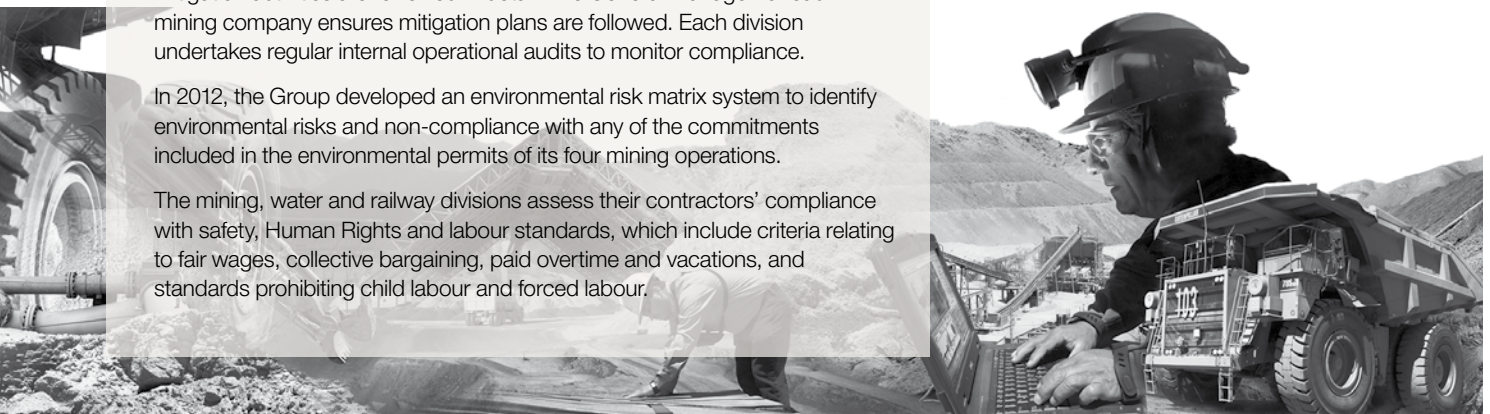 mining company ensures mitigation plans are followed. Each division
undertakes regular internal operational audits to monitor compliance.
In 2012, the Group developed an environmental risk matrix system to identify
environmental risks and non-compliance with any of the commitments
included in the environmental permits of its four mining operations.
The mining, water and railway divisions assess their contractors’ compliance
with safety, Human Rights and labour standards, which include criteria relating
to fair wages, collective bargaining, paid overtime and vacations, and
standards prohibiting child labour and forced labour.
CATERPILLAR
103